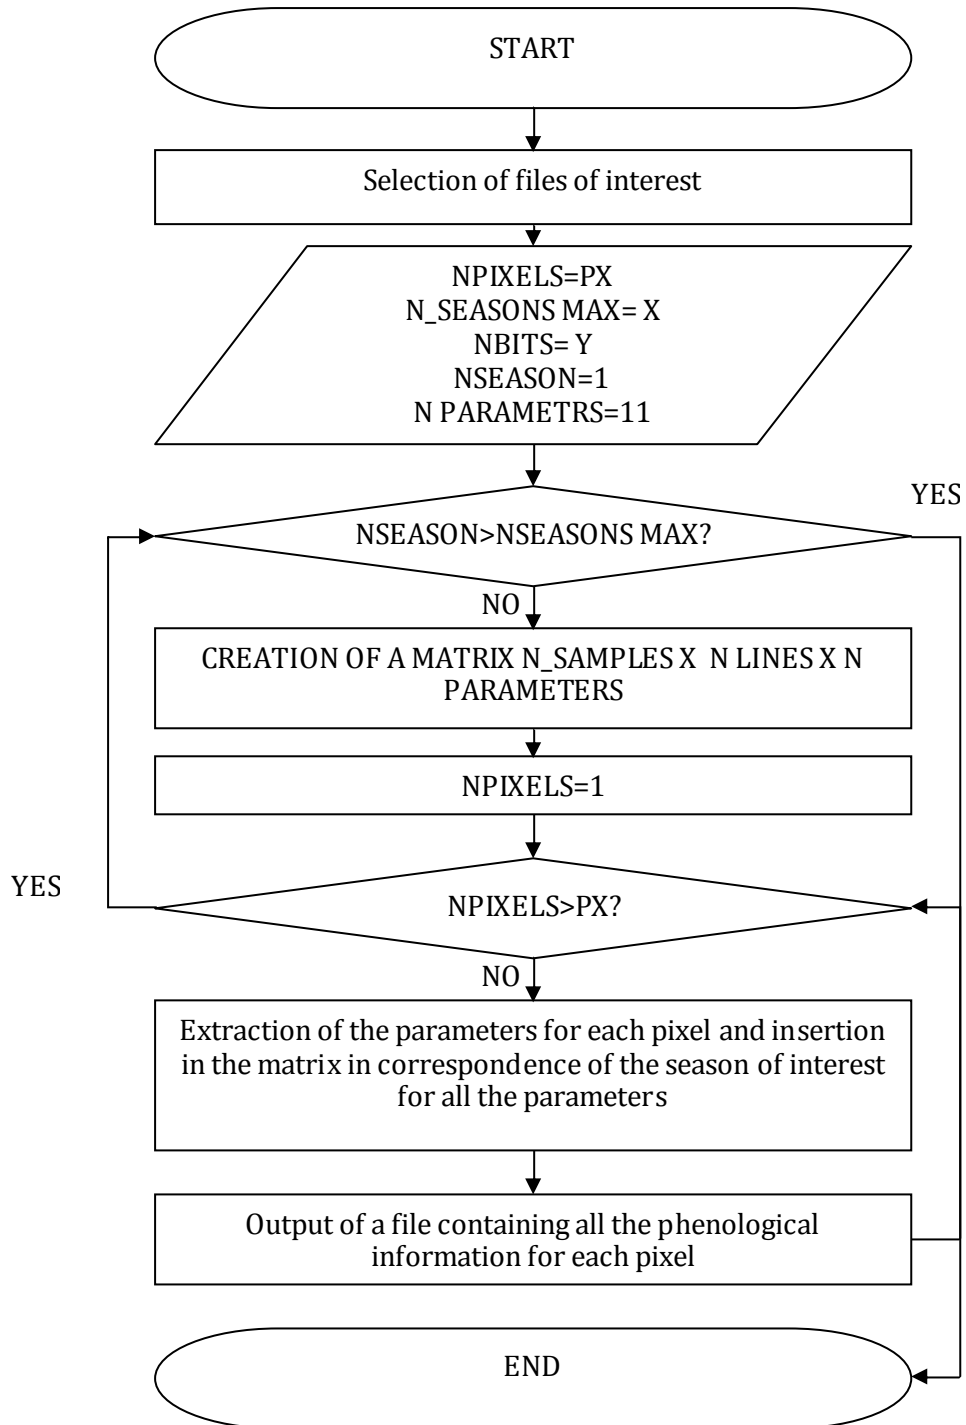 START
Selection of files of interest
NPIXELS=PX
N_SEASONS MAX= X
NBITS= Y
NSEASON=1
N PARAMETRS=11
YES
NSEASON>NSEASONS MAX?
NO
CREATION OF A MATRIX N_SAMPLES X N LINES X N
PARAMETERS
NPIXELS=1
YES
NPIXELS>PX?
NO
Extraction of the parameters for each pixel and insertion
in the matrix in correspondence of the season of interest
for all the parameters
Output of a file containing all the phenological
information for each pixel
END